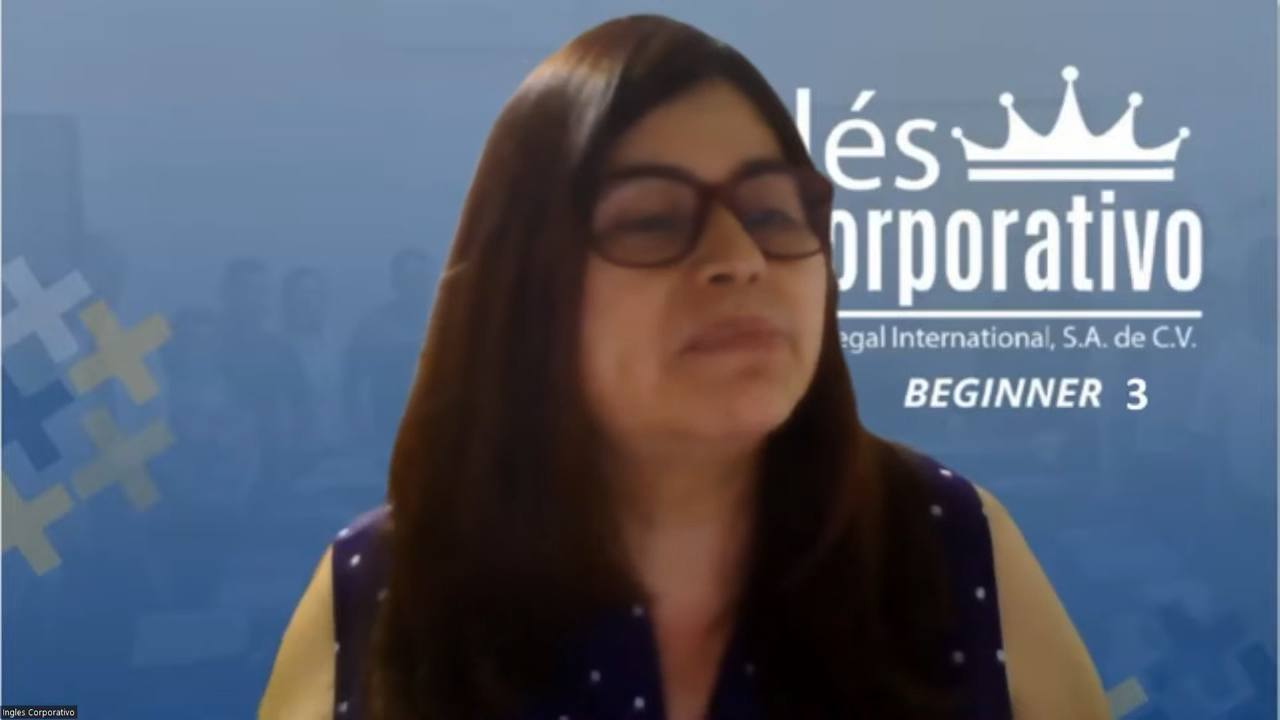 lés
orporativo
egal International, S.A. de C.V.
BEGINNER 3
Ingles Corporativo